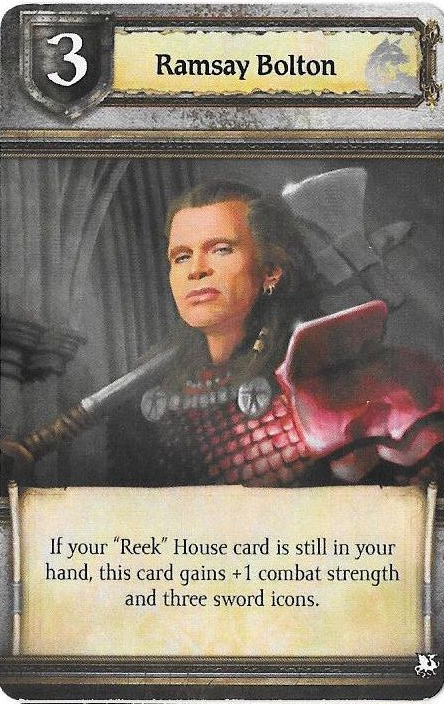 3
Ramsay Bolton
If your “Reek” House card is still in your
hand, this card gains +1 combat strength
and three sword icons.